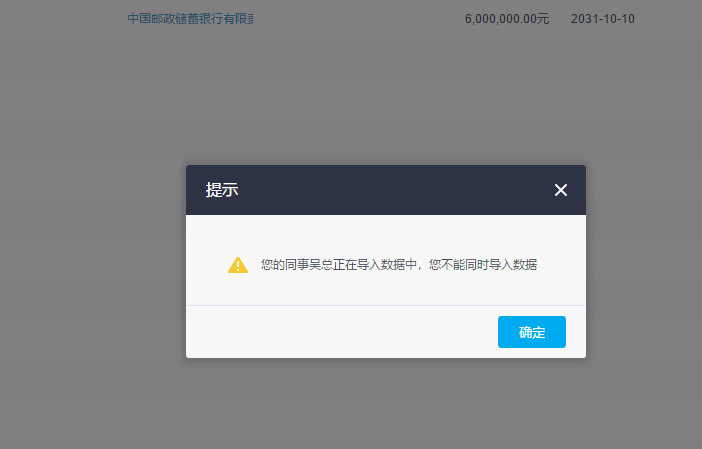 中国邮政储蓄银行有限 6,000,000.00元 2031-10-10
提示
您的同事吴总正在导入数据中，您不能同时导入数据
确定